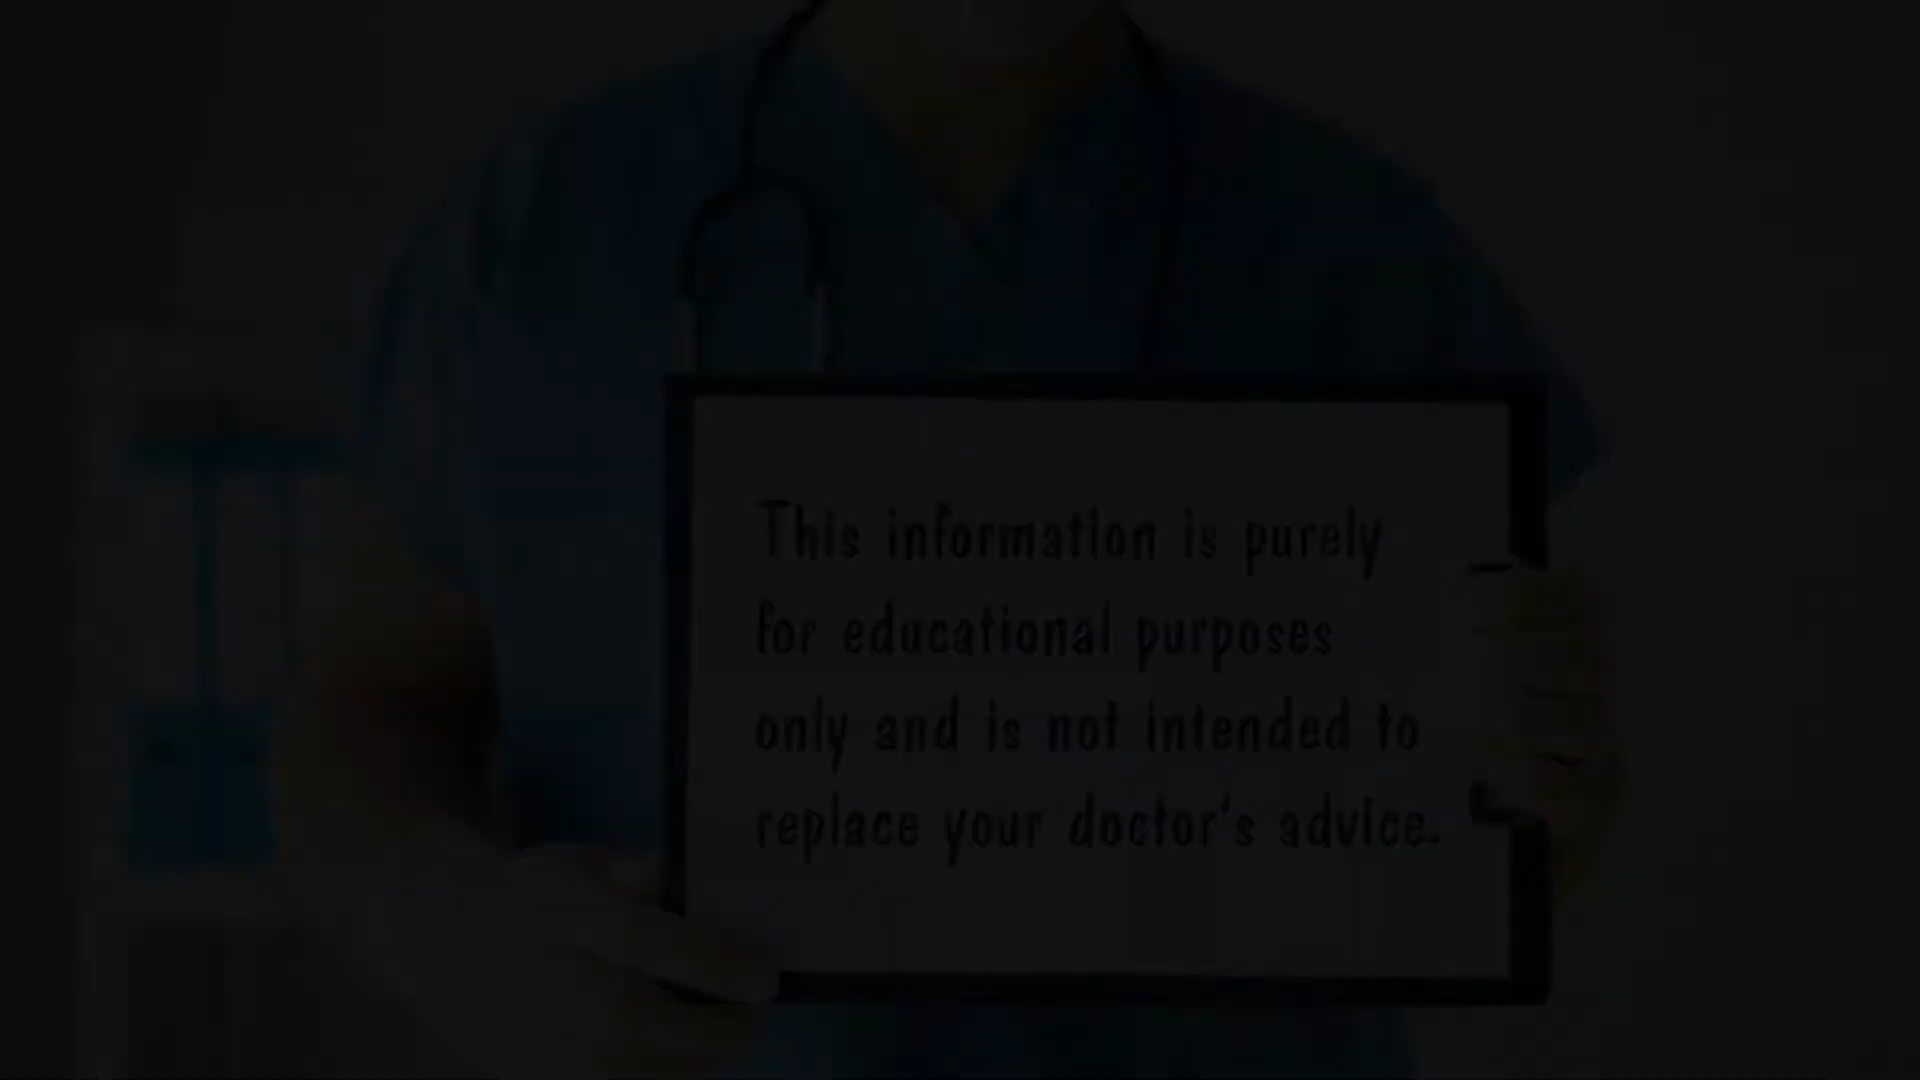 This information is purely
for educational purposes
only and is not intended to
replace your doctor's advice.